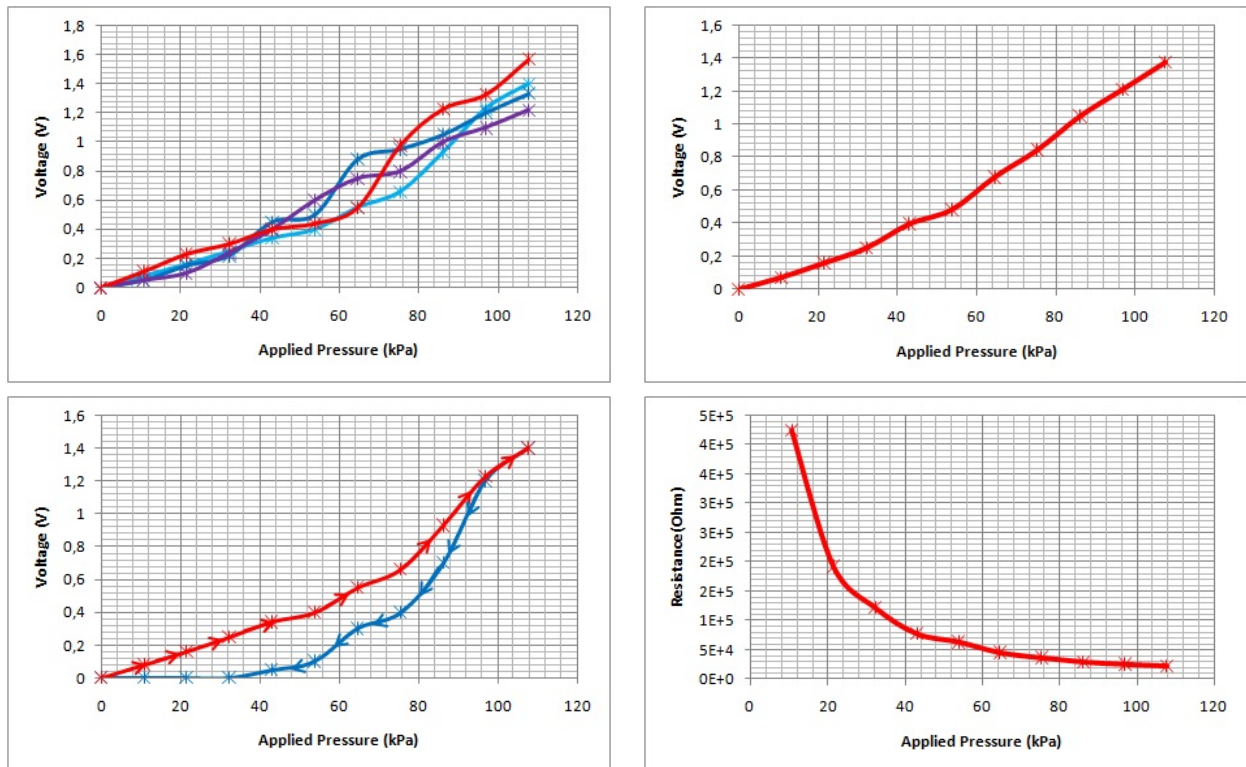 1,8
1,6
1,4
1,2
1
0,8
0,6
0,4
0,2
0
Voltage (V)
0 20 40 60 80 100 120
Applied Pressure (kPa)
1,6
1,4
1,2
1
0,8
0,6
0,4
0,2
0
Voltage (V)
0 20 40 60 80 100 120
Applied Pressure (kPa)
1,6
1,4
1,2
1
0,8
0,6
0,4
0,2
0
Voltage (V)
0 20 40 60 80 100 120
Applied Pressure (kPa)
5E+5
4E+5
4E+5
3E+5
3E+5
2E+5
2E+5
1E+5
5E+4
0E+0
Resistance(Ohm)
0 20 40 60 80 100 120
Applied Pressure (kPa)